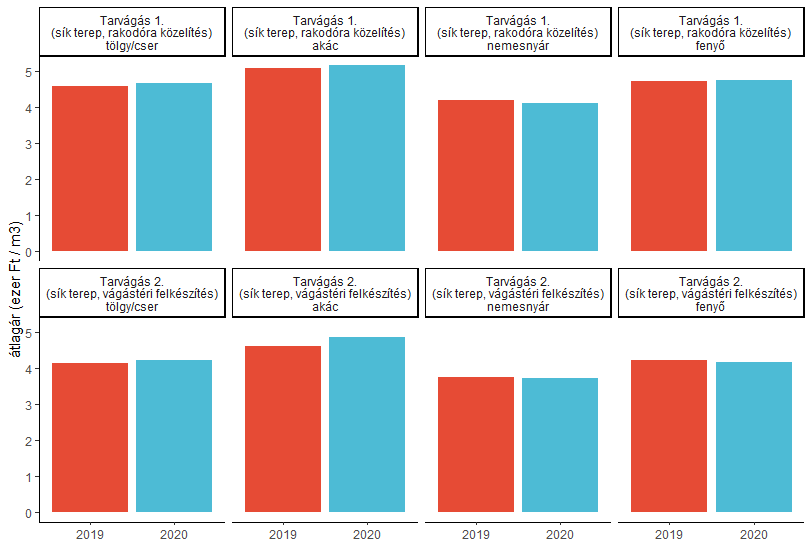 Tarvágás 1.
(sík terep, rakodóra közelítés)
tölgy/cser
Tarvágás 1.
(sík terep, rakodóra közelítés)
akác
Tarvágás 1.
(sík terep, rakodóra közelítés)
nemesnyár
Tarvágás 1.
(sík terep, rakodóra közelítés)
fenyő
5
4
3
2
1
0
átlagár (ezer Ft / m3)
Tarvágás 2.
(sík terep, vágástéri felkészítés)
tölgy/cser
Tarvágás 2.
(sík terep, vágástéri felkészítés)
akác
Tarvágás 2.
(sík terep, vágástéri felkészítés)
nemesnyár
Tarvágás 2.
(sík terep, vágástéri felkészítés)
fenyő
5
4
3
2
1
0
2019 2020 2019 2020 2019 2020 2019 2020